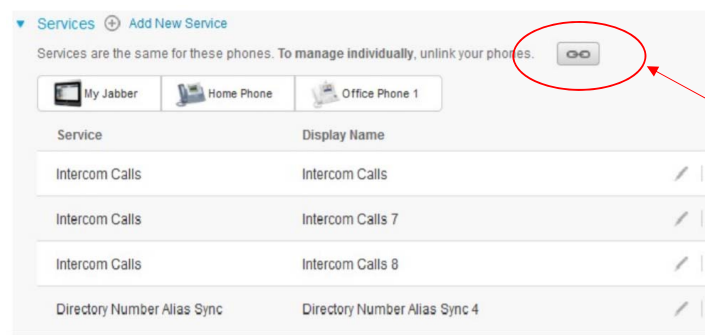 Services Add New Service
Services are the same for these phones. To manage individually, unlink your phones.
My Jabber Home Phone Office Phone 1
Service Display Name
Intercom Calls Intercom Calls
Intercom Calls Intercom Calls 7
Intercom Calls Intercom Calls 8
Directory Number Alias Sync Directory Number Alias Sync 4